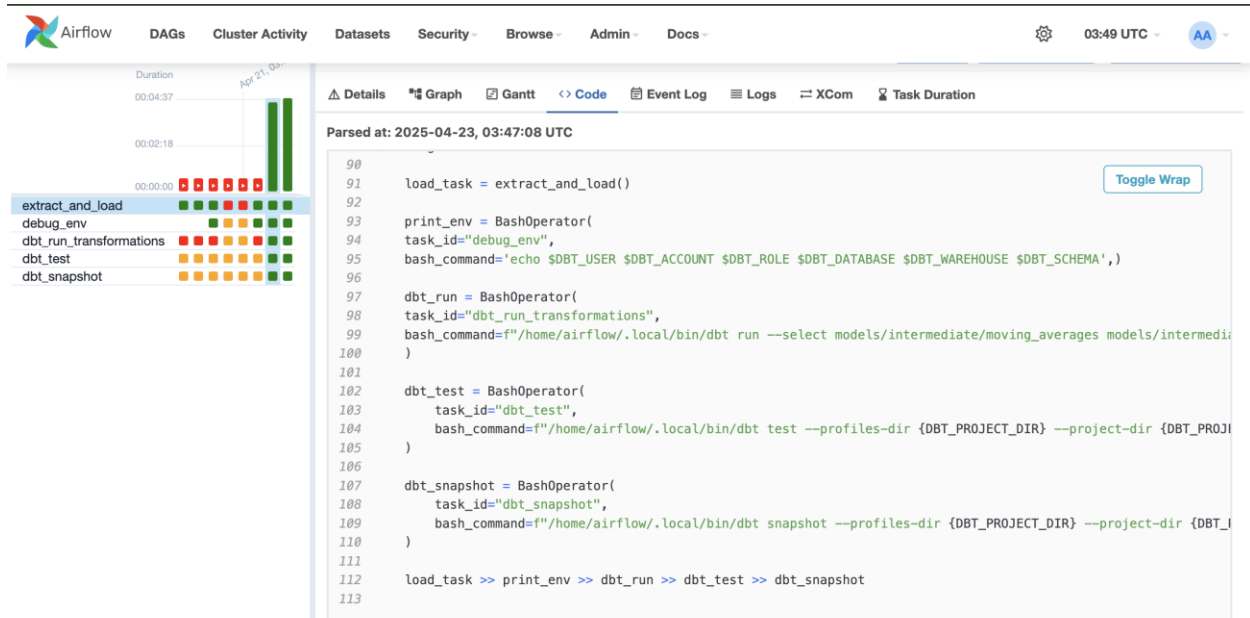 Airflow DAGs Cluster Activity Datasets Security Browse Admin Docs 03:49 UTC AA
Duration
Apr 21, 03:
00:04:37
00:02:18
00:00:00
extract_and_load
debug_env
dbt_run_transformations
dbt_test
dbt_snapshot
Details Graph Gantt <> Code Event Log Logs XCom Task Duration
Parsed at: 2025-04-23, 03:47:08 UTC
Toggle Wrap
90
91 load_task = extract_and_load()
92
93 print_env = BashOperator(
94 task_id="debug_env",
95 bash_command='echo $DBT_USER $DBT_ACCOUNT $DBT_ROLE $DBT_DATABASE $DBT_WAREHOUSE $DBT_SCHEMA',)
96
97 dbt_run = BashOperator(
98 task_id="dbt_run_transformations",
99 bash_command=f"/home/airflow/.local/bin/dbt run --select models/intermediate/moving_averages models/intermedia
100 )
101
102 dbt_test = BashOperator(
103     task_id="dbt_test",
104     bash_command=f"/home/airflow/.local/bin/dbt test --profiles-dir {DBT_PROJECT_DIR} --project-dir {DBT_PROJ
105 )
106
107 dbt_snapshot = BashOperator(
108     task_id="dbt_snapshot",
109     bash_command=f"/home/airflow/.local/bin/dbt snapshot --profiles-dir {DBT_PROJECT_DIR} --project-dir {DBT_
110 )
111
112 load_task >> print_env >> dbt_run >> dbt_test >> dbt_snapshot
113